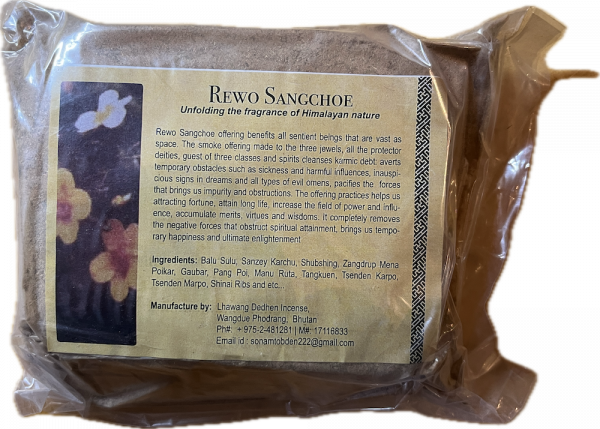 REWO SANGCHOE
Unfolding the fragrance of Himalayan nature
Rewo Sangchoe offering benefits all sentient beings that are vast as
space. The smoke offering made to the three jewels, all the protector
deities, guest of three classes and spirits cleanses karmic debt: averts
temporary obstacles such as sickness and harmful influences, inauspi-
cious signs in dreams and all types of evil omens, pacifies the forces
that brings us impurity and obstructions. The offering practices helps us
attracting fortune, attain long life, increase the field of power and influ-
ence, accumulate merits, virtues and wisdoms. It completely removes
the negative forces that obstruct spiritual attainment, brings us tempo-
rary happiness and ultimate enlightenment
Ingredients: Balu Sulu, Sanzey Karchu, Shubshing, Zangdrup Mena
Poikar, Gaubar, Pang Poi, Manu Ruta, Tangkuen, Tsenden Karpo,
Tsenden Marpo, Shinai Ribs and etc...
Manufacture by: Lhawang Dedhen Incense,
Wangdue Phodrang, Bhutan
Ph#: +975-2-481281 | M#: 17116833
Email id : sonamtobden222@gmail.com